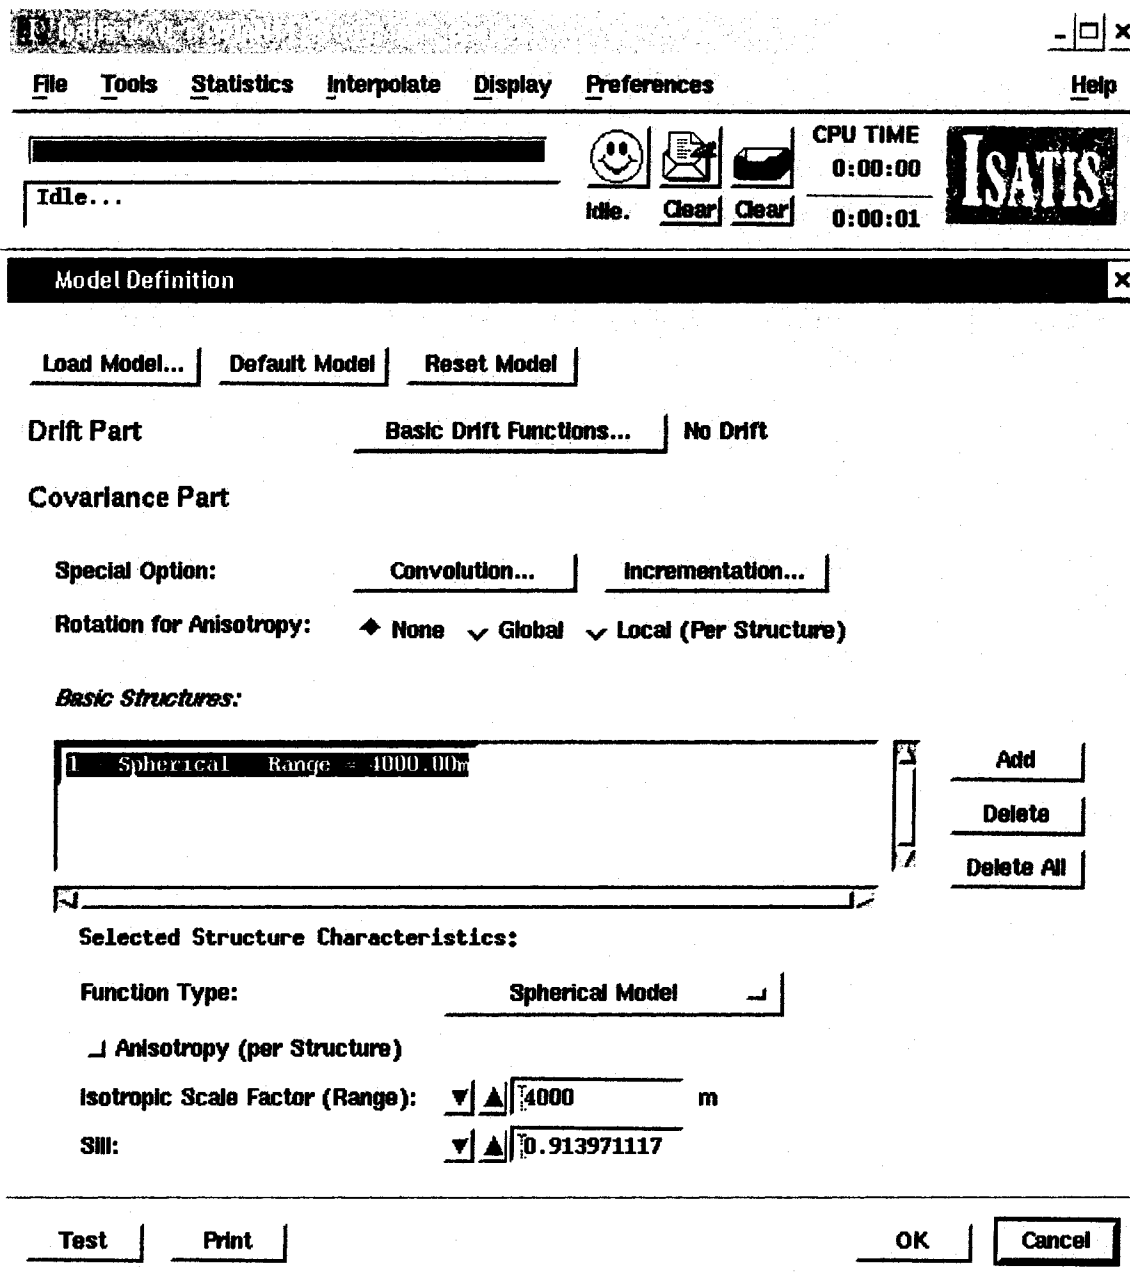 File Tools Statistics Interpolate Display Preferences Help
CPU TIME
0:00:00
ISATIS
Idle...
Idle. Clear Clear
0:00:01
Model Definition
Load Model... Default Model Reset Model
Drift Part Basic Drift Functions... No Drift
Covariance Part
Special Option: Convolution... Incrementation...
Rotation for Anisotropy: None Global Local (Per Structure)
Basic Structures:
1 - Spherical Range = 4000.00m
Add
Delete
Delete All
Selected Structure Characteristics:
Function Type: Spherical Model
Anisotropy (per Structure)
Isotropic Scale Factor (Range): 4000 m
Sill: 0.913971117
Test Print OK Cancel